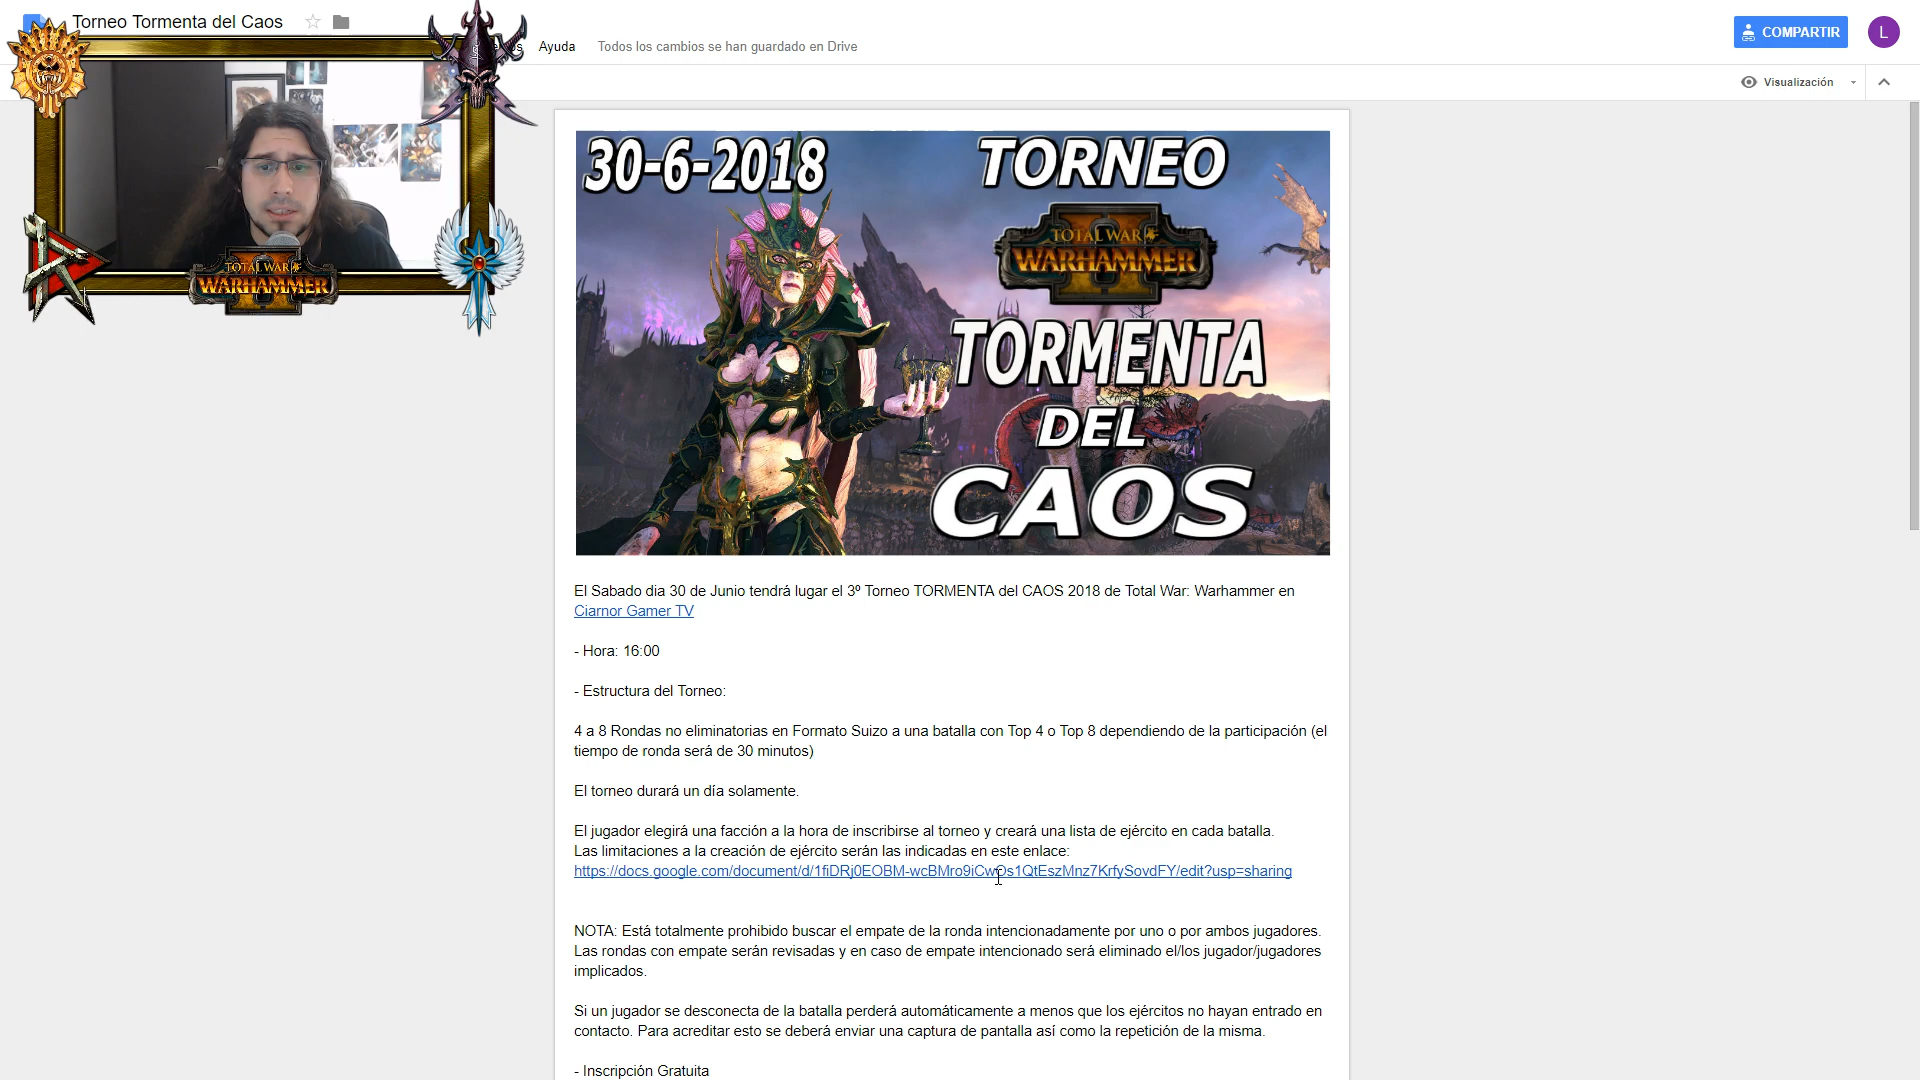 Torneo Tormenta del Caos
Ayuda
Todos los cambios se han guardado en Drive
COMPARTIR
L
Visualización
TOTAL WAR
WARHAMMER
II
30-6-2018
TORNEO
TOTAL WAR
WARHAMMER
II
TORMENTA
DEL
CAOS
El Sabado dia 30 de Junio tendrá lugar el 3º Torneo TORMENTA del CAOS 2018 de Total War: Warhammer en
Ciarnor Gamer TV
- Hora: 16:00
- Estructura del Torneo:
4 a 8 Rondas no eliminatorias en Formato Suizo a una batalla con Top 4 o Top 8 dependiendo de la participación (el
tiempo de ronda será de 30 minutos)
El torneo durará un día solamente.
El jugador elegirá una facción a la hora de inscribirse al torneo y creará una lista de ejército en cada batalla.
Las limitaciones a la creación de ejército serán las indicadas en este enlace:
https://docs.google.com/document/d/1fiDRj0EOBM-wcBMro9iCwOs1QtEszMnz7KrfySovdFY/edit?usp=sharing
NOTA: Está totalmente prohibido buscar el empate de la ronda intencionadamente por uno o por ambos jugadores.
Las rondas con empate serán revisadas y en caso de empate intencionado será eliminado el/los jugador/jugadores
implicados.
Si un jugador se desconecta de la batalla perderá automáticamente a menos que los ejércitos no hayan entrado en
contacto. Para acreditar esto se deberá enviar una captura de pantalla así como la repetición de la misma.
- Inscripción Gratuita